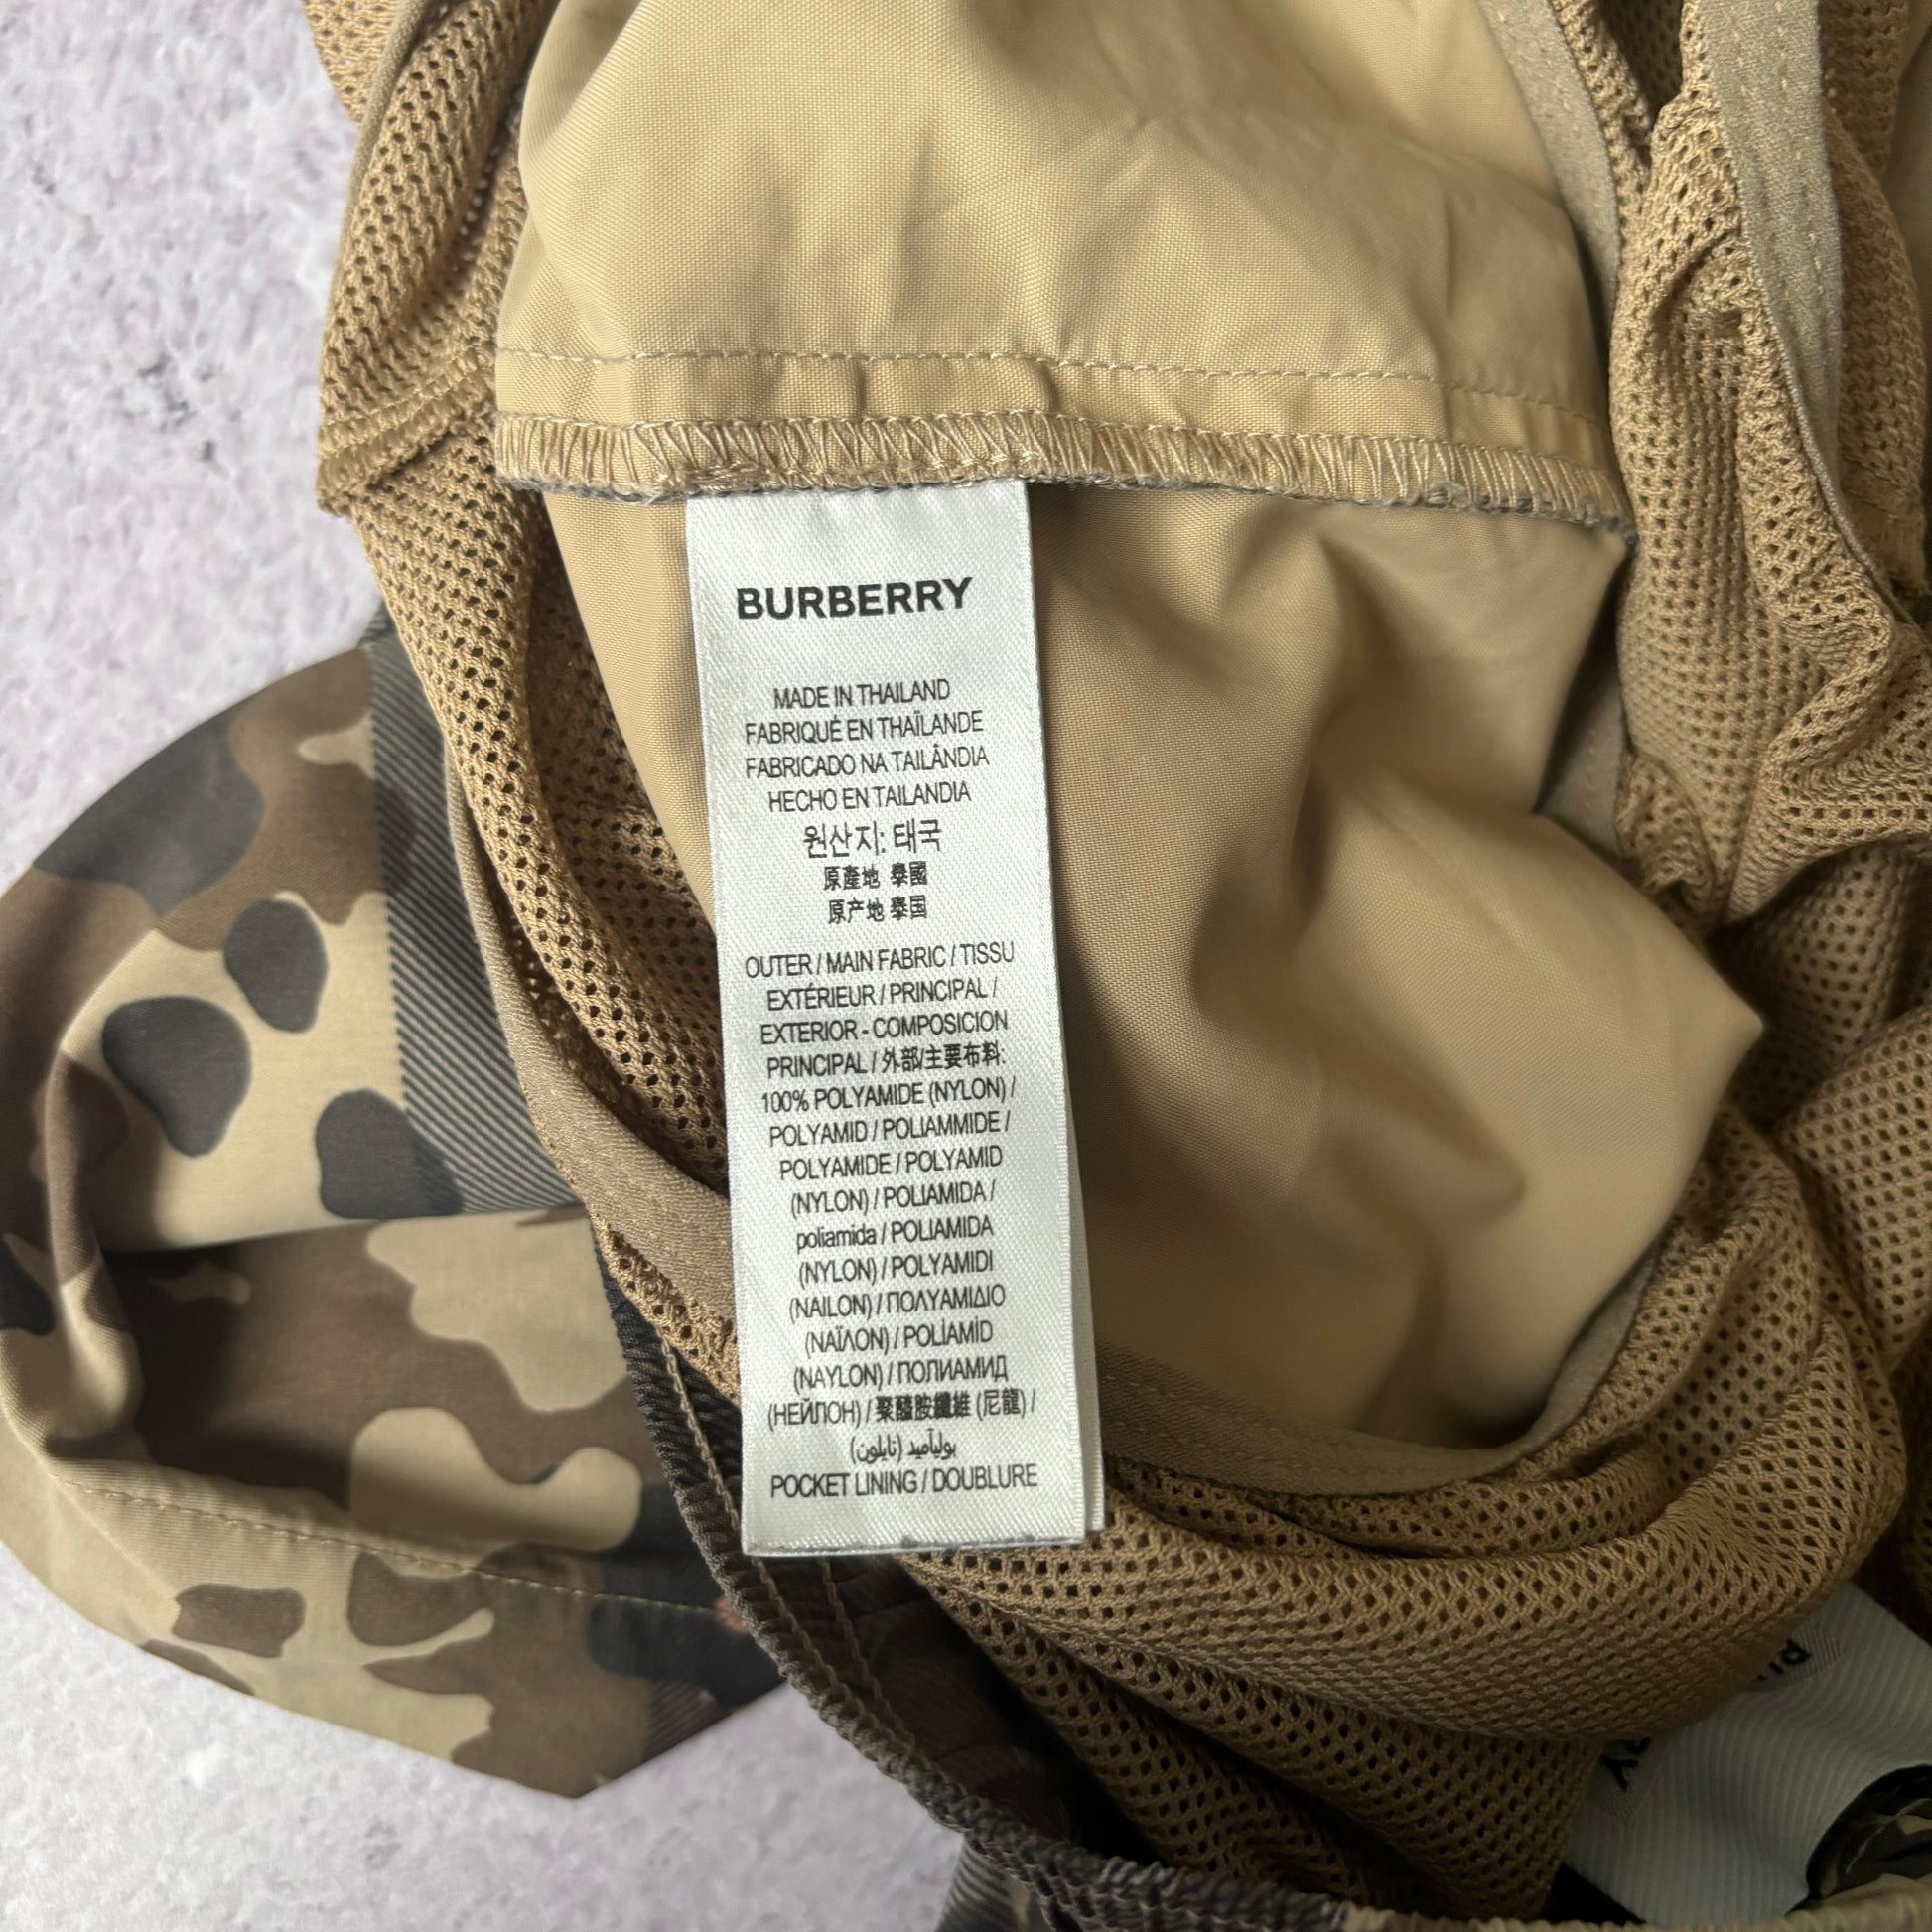 BURBERRY
MADE IN THAILAND
FABRIQUÉ EN THAÏLANDE
FABRICADO NA TAILÂNDIA
HECHO EN TAILANDIA
원산지: 태국
原產地 泰國
原产地 泰国
OUTER / MAIN FABRIC / TISSU
EXTÉRIEUR / PRINCIPAL /
EXTERIOR - COMPOSICION
PRINCIPAL / 外部/主要布料:
100% POLYAMIDE (NYLON) /
POLYAMID / POLIAMMIDE /
POLYAMIDE / POLYAMID
(NYLON) / POLIAMIDA /
poliamida / POLIAMIDA
(NYLON) / POLYAMIDI
(NAILON) / ΠΟΛΥΑΜΙΔΙΟ
(ΝΑΪΛΟΝ) / POLİAMİD
(NAYLON) / ПОЛИАМИД
(НЕЙЛОН) / 聚醯胺纖維 (尼龍) /
بوليآميد (نايلون)
POCKET LINING / DOUBLURE